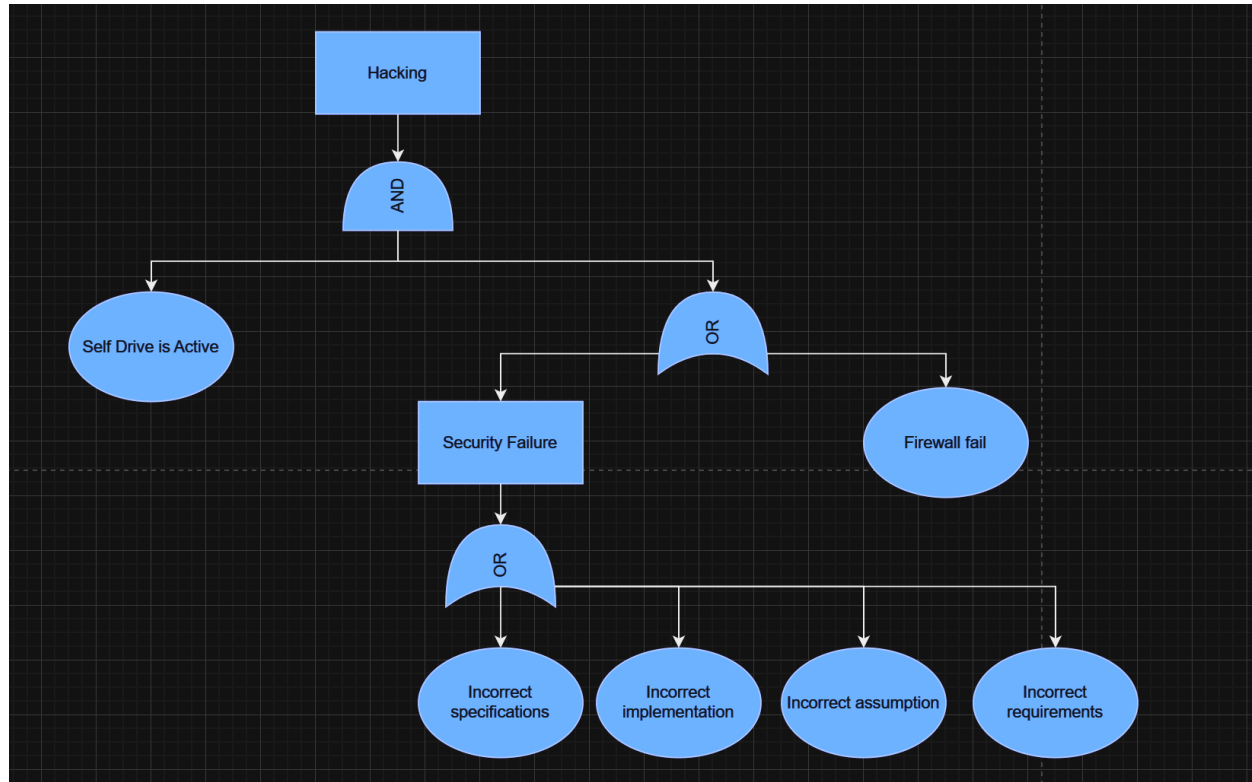 Hacking
AND
Self Drive is Active
OR
Security Failure
Firewall fail
OR
Incorrect
specifications
Incorrect
implementation
Incorrect assumption
Incorrect
requirements